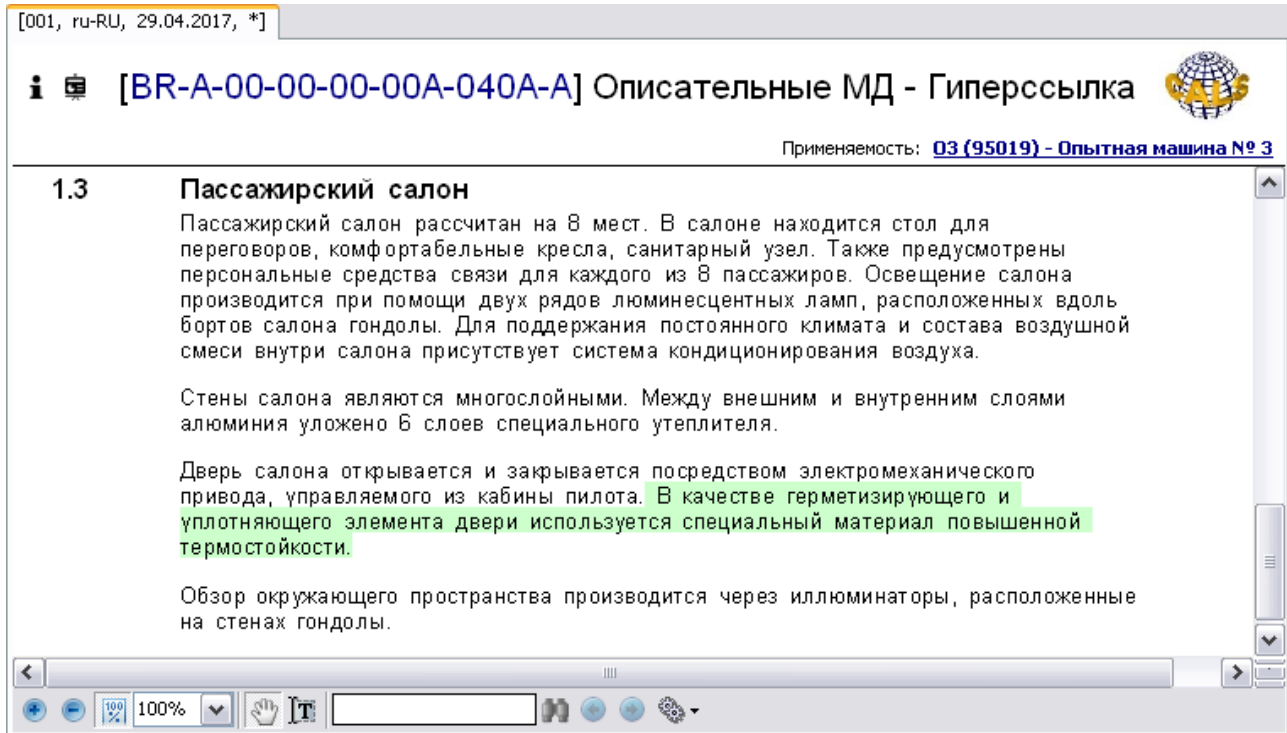 [001, ru-RU, 29.04.2017, *]
[BR-A-00-00-00-00A-040A-A] Описательные МД - Гиперссылка
CALS
Применяемость: 03 (95019) - Опытная машина № 3
1.3 Пассажирский салон
Пассажирский салон рассчитан на 8 мест. В салоне находится стол для
переговоров, комфортабельные кресла, санитарный узел. Также предусмотрены
персональные средства связи для каждого из 8 пассажиров. Освещение салона
производится при помощи двух рядов люминесцентных ламп, расположенных вдоль
бортов салона гондолы. Для поддержания постоянного климата и состава воздушной
смеси внутри салона присутствует система кондиционирования воздуха.
Стены салона являются многослойными. Между внешним и внутренним слоями
алюминия уложено 6 слоев специального утеплителя.
Дверь салона открывается и закрывается посредством электромеханического
привода, управляемого из кабины пилота. В качестве герметизирующего и
уплотняющего элемента двери используется специальный материал повышенной
термостойкости.
Обзор окружающего пространства производится через иллюминаторы, расположенные
на стенах гондолы.
100% 100% T